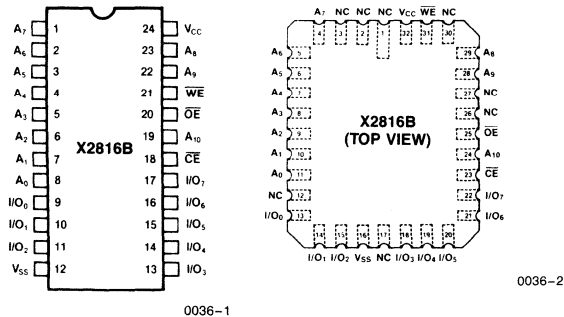 A7 1 24 VCC
A6 2 23 A8
A5 3 22 A9
A4 4 21 W̅E̅
A3 5 20 O̅E̅
A2 6 19 A10
X2816B
A1 7 18 C̅E̅
A0 8 17 I/O7
I/O0 9 16 I/O6
I/O1 10 15 I/O5
I/O2 11 14 I/O4
VSS 12 13 I/O3
0036-1
A7 NC NC NC VCC W̅E̅ NC
4 3 2 1 32 31 30
A6 5 29 A8
A5 6 28 A9
A4 7 27 NC
A3 8 26 NC
X2816B
(TOP VIEW)
A2 9 25 O̅E̅
A1 10 24 A10
A0 11 23 C̅E̅
NC 12 22 I/O7
I/O0 13 21 I/O6
14 15 16 17 18 19 20
I/O1 I/O2 VSS NC I/O3 I/O4 I/O5
0036-2